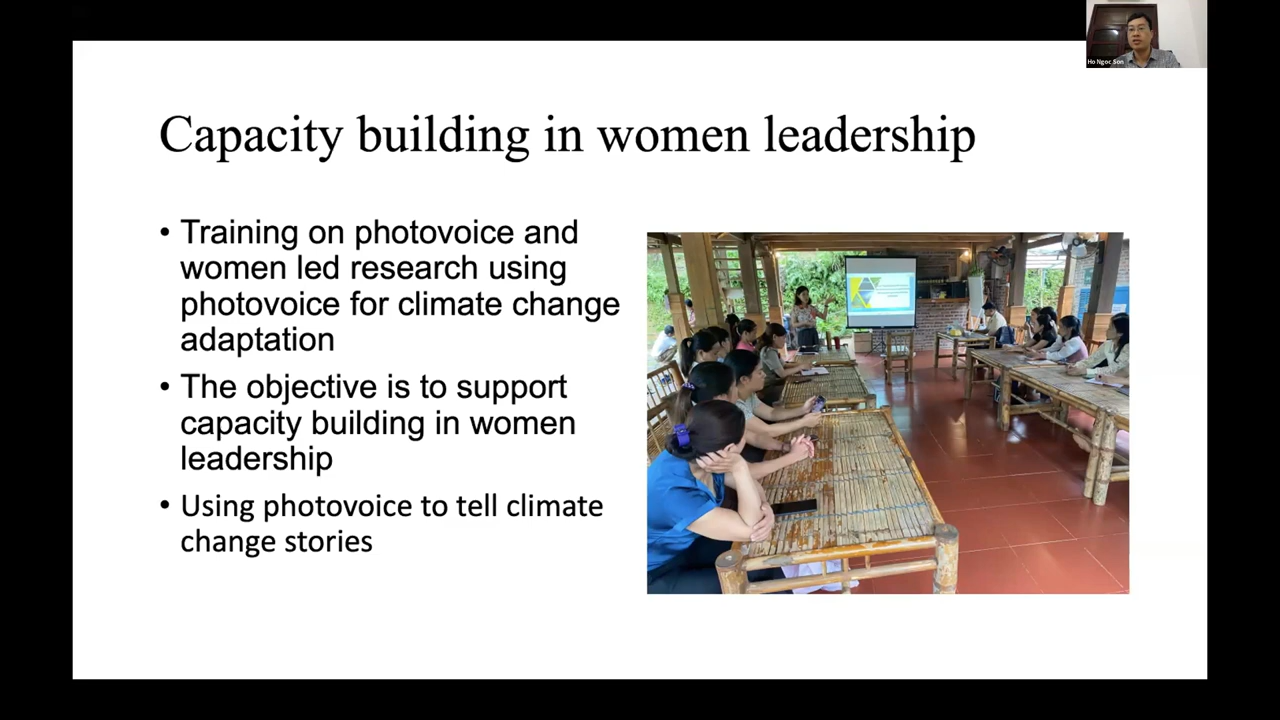 Ho Ngoc Son
Capacity building in women leadership
• Training on photovoice and
women led research using
photovoice for climate change
adaptation
• The objective is to support
capacity building in women
leadership
• Using photovoice to tell climate
change stories